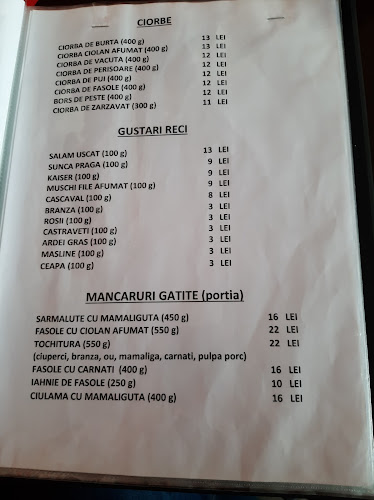 CIORBE
CIORBA DE BURTA (400 g) 13 LEI
CIORBA CIOLAN AFUMAT (400 g) 13 LEI
CIORBA DE VACUTA (400 g) 12 LEI
CIORBA DE PERISOARE (400 g) 12 LEI
CIORBA DE PUI (400 g) 12 LEI
CIORBA DE FASOLE (400 g) 12 LEI
BORS DE PESTE (400 g) 12 LEI
CIORBA DE ZARZAVAT (300 g) 11 LEI
GUSTARI RECI
SALAM USCAT (100 g) 13 LEI
SUNCA PRAGA (100 g) 9 LEI
KAISER (100 g) 9 LEI
MUSCHI FILE AFUMAT (100 g) 9 LEI
CASCAVAL (100 g) 8 LEI
BRANZA (100 g) 3 LEI
ROSII (100 g) 3 LEI
CASTRAVETI (100 g) 3 LEI
ARDEI GRAS (100 g) 3 LEI
MASLINE (100 g) 3 LEI
CEAPA (100 g) 3 LEI
MANCARURI GATITE (portia)
SARMALUTE CU MAMALIGUTA (450 g) 16 LEI
FASOLE CU CIOLAN AFUMAT (550 g) 22 LEI
TOCHITURA (550 g) 22 LEI
(ciuperci, branza, ou, mamaliga, carnati, pulpa porc)
FASOLE CU CARNATI (400 g) 16 LEI
IAHNIE DE FASOLE (250 g) 10 LEI
CIULAMA CU MAMALIGUTA (400 g) 16 LEI